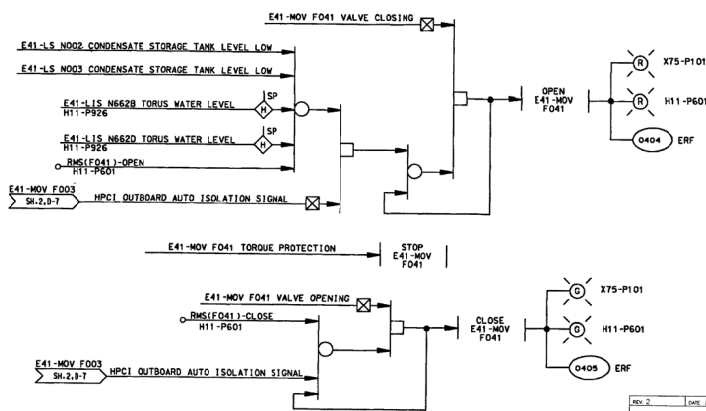 E41-MOV F041 VALVE CLOSING
E41-LS N002 CONDENSATE STORAGE TANK LEVEL LOW
E41-LS N003 CONDENSATE STORAGE TANK LEVEL LOW
E41-LIS N662B TORUS WATER LEVEL
H11-P926
SP
H
E41-LIS N662D TORUS WATER LEVEL
H11-P926
SP
H
RMS(F041)-OPEN
H11-P601
E41-MOV F003
SH.2,D-7
HPCI OUTBOARD AUTO ISOLATION SIGNAL
OPEN
E41-MOV
F041
R
X75-P101
R
H11-P601
0404
ERF
E41-MOV F041 TORQUE PROTECTION
STOP
E41-MOV
F041
E41-MOV F041 VALVE OPENING
RMS(F041)-CLOSE
H11-P601
E41-MOV F003
SH.2,D-7
HPCI OUTBOARD AUTO ISOLATION SIGNAL
CLOSE
E41-MOV
F041
G
X75-P101
G
H11-P601
0405
ERF
REV. 2
DATE